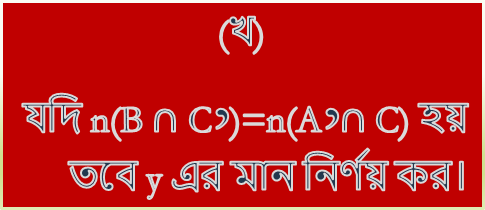 (খ)
যদি n(B ∩ C′)=n(A′∩ C) হয়
তবে y এর মান নির্ণয় কর।